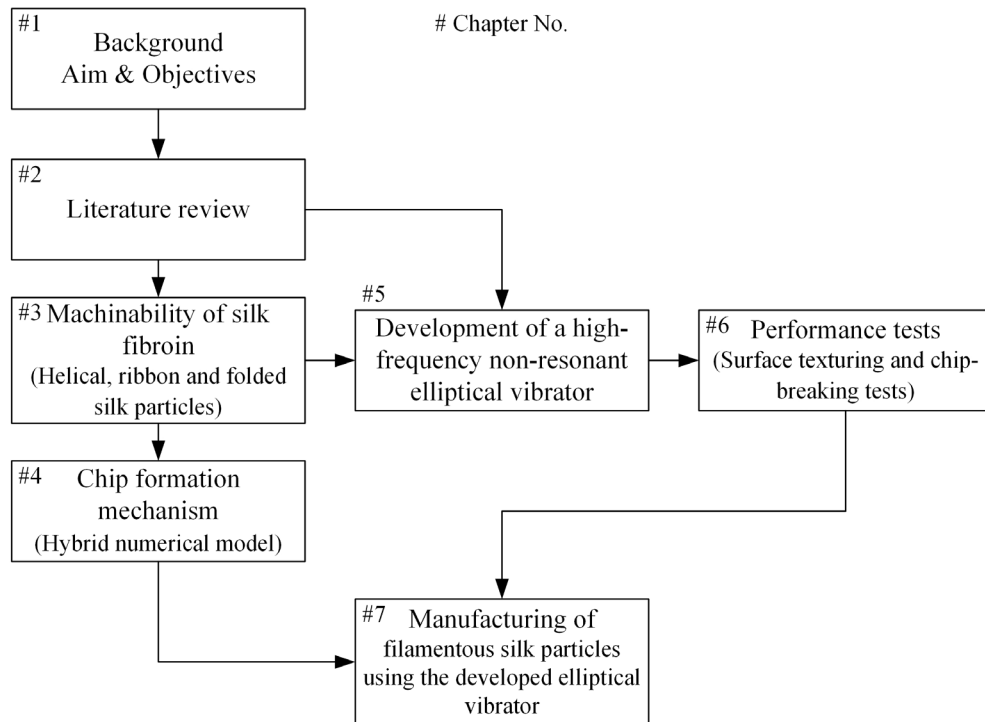 #1
Background
Aim & Objectives
# Chapter No.
#2
Literature review
#3 Machinability of silk
fibroin
(Helical, ribbon and folded
silk particles)
#5
Development of a high-
frequency non-resonant
elliptical vibrator
#6 Performance tests
(Surface texturing and chip-
breaking tests)
#4 Chip formation
mechanism
(Hybrid numerical model)
#7 Manufacturing of
filamentous silk particles
using the developed elliptical
vibrator